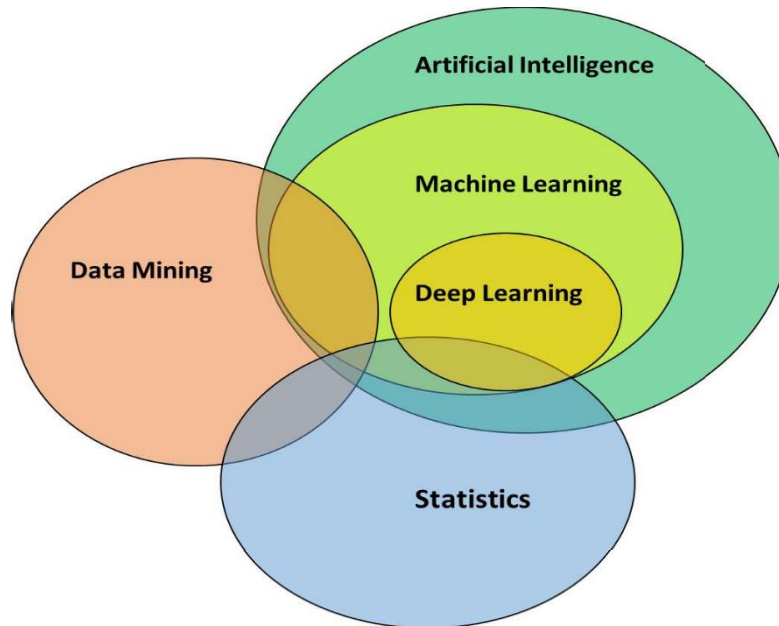 Artificial Intelligence
Machine Learning
Data Mining
Deep Learning
Statistics